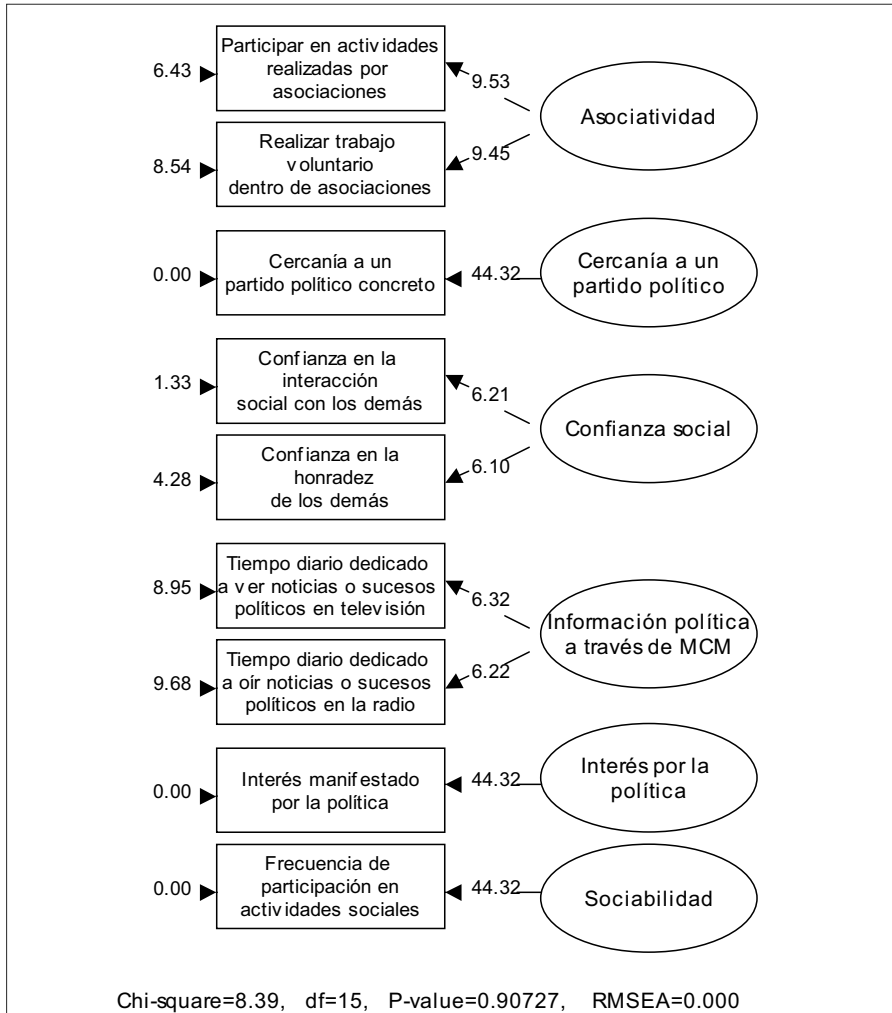 Participar en actividades
realizadas por
asociaciones
6.43
9.53
Asociatividad
Realizar trabajo
voluntario
dentro de asociaciones
8.54
9.45
Cercanía a un
partido político concreto
0.00
44.32
Cercanía a un
partido político
Confianza en la
interacción
social con los demás
1.33
6.21
Confianza social
Confianza en la
honradez
de los demás
4.28
6.10
Tiempo diario dedicado
a ver noticias o sucesos
políticos en televisión
8.95
6.32
Información política
a través de MCM
Tiempo diario dedicado
a oír noticias o sucesos
políticos en la radio
9.68
6.22
Interés manifestado
por la política
0.00
44.32
Interés por la
política
Frecuencia de
participación en
actividades sociales
0.00
44.32
Sociabilidad
Chi-square=8.39, df=15, P-value=0.90727, RMSEA=0.000